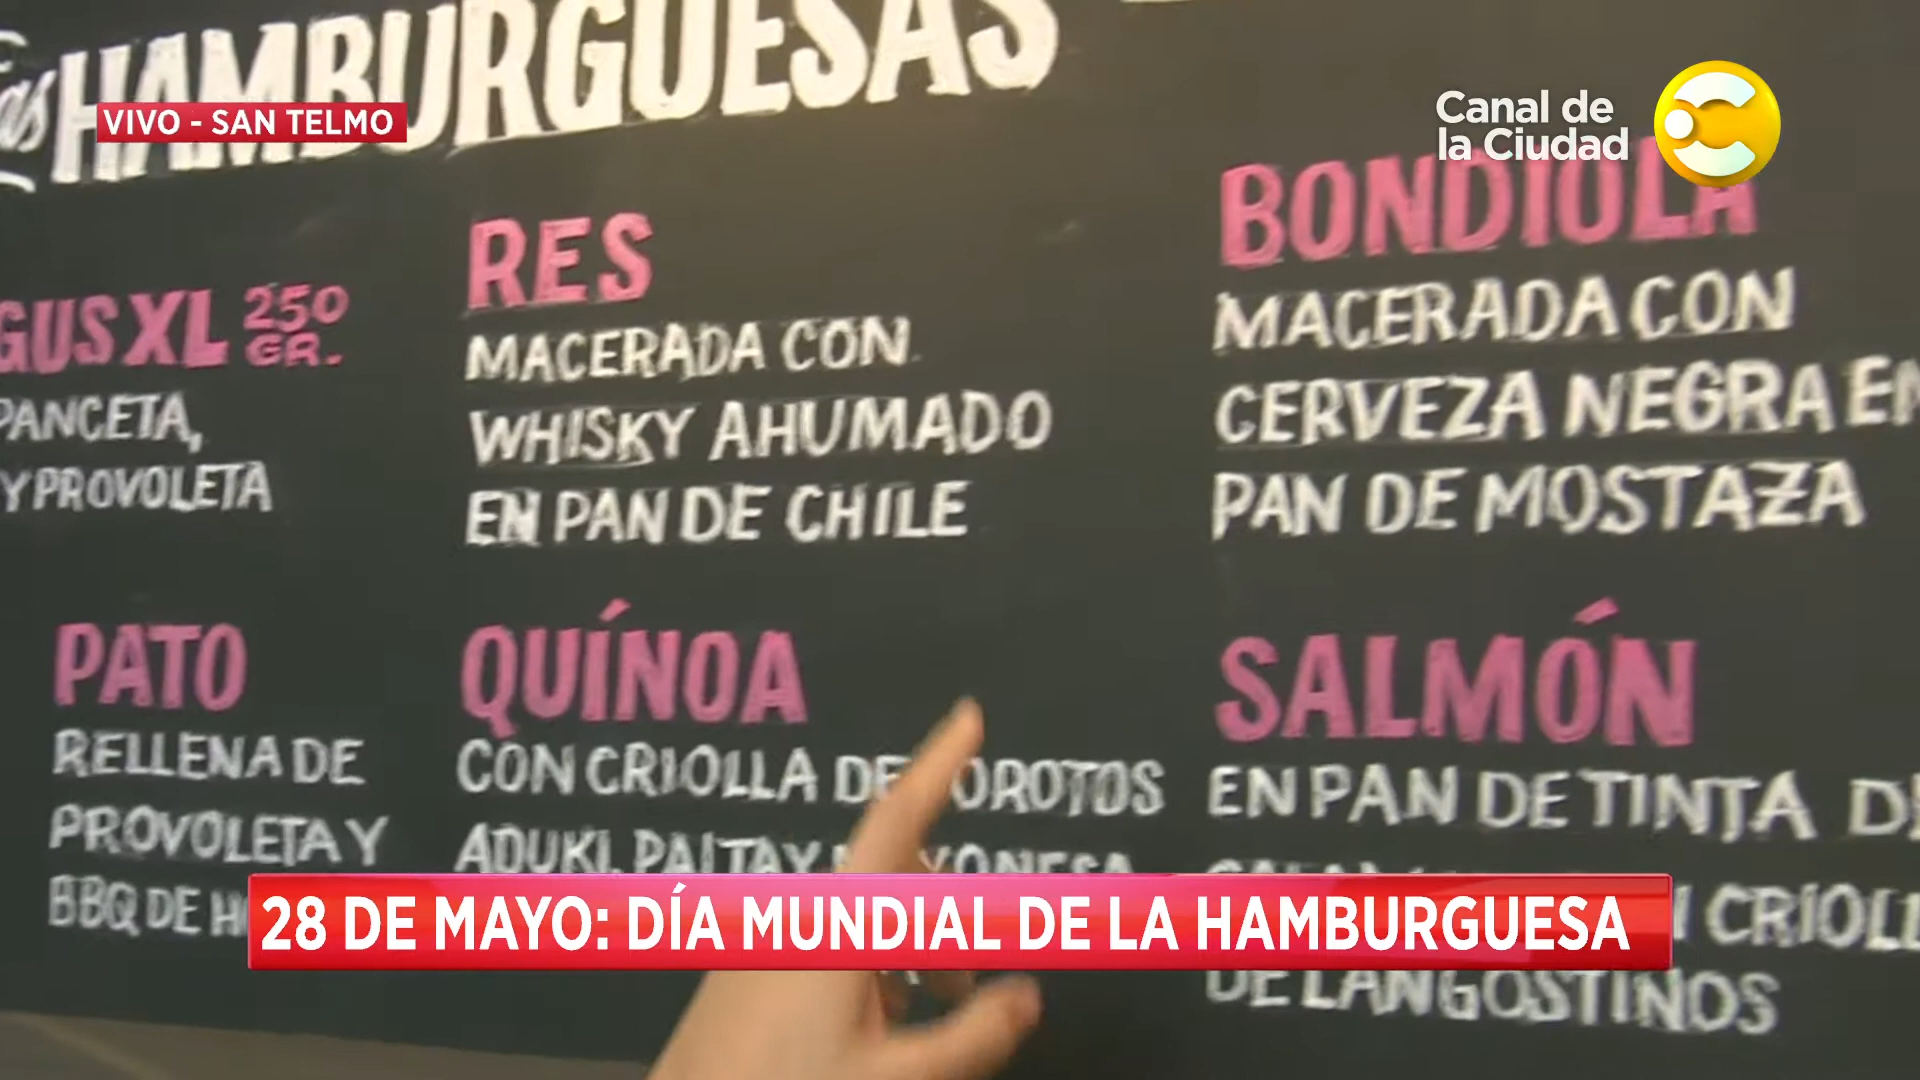 Las HAMBURGUESAS
VIVO - SAN TELMO
Canal de
la Ciudad
GUS XL 250 GR.
PANCETA,
Y PROVOLETA
RES
MACERADA CON
WHISKY AHUMADO
EN PAN DE CHILE
BONDIOLA
MACERADA CON
CERVEZA NEGRA EN
PAN DE MOSTAZA
PATO
RELLENA DE
PROVOLETA Y
BBQ DE
QUÍNOA
CON CRIOLLA DE POROTOS
ADUKI, PALTA Y MAYONESA
SALMÓN
EN PAN DE TINTA
CRIOLL
DE LANGOSTINOS
28 DE MAYO: DÍA MUNDIAL DE LA HAMBURGUESA